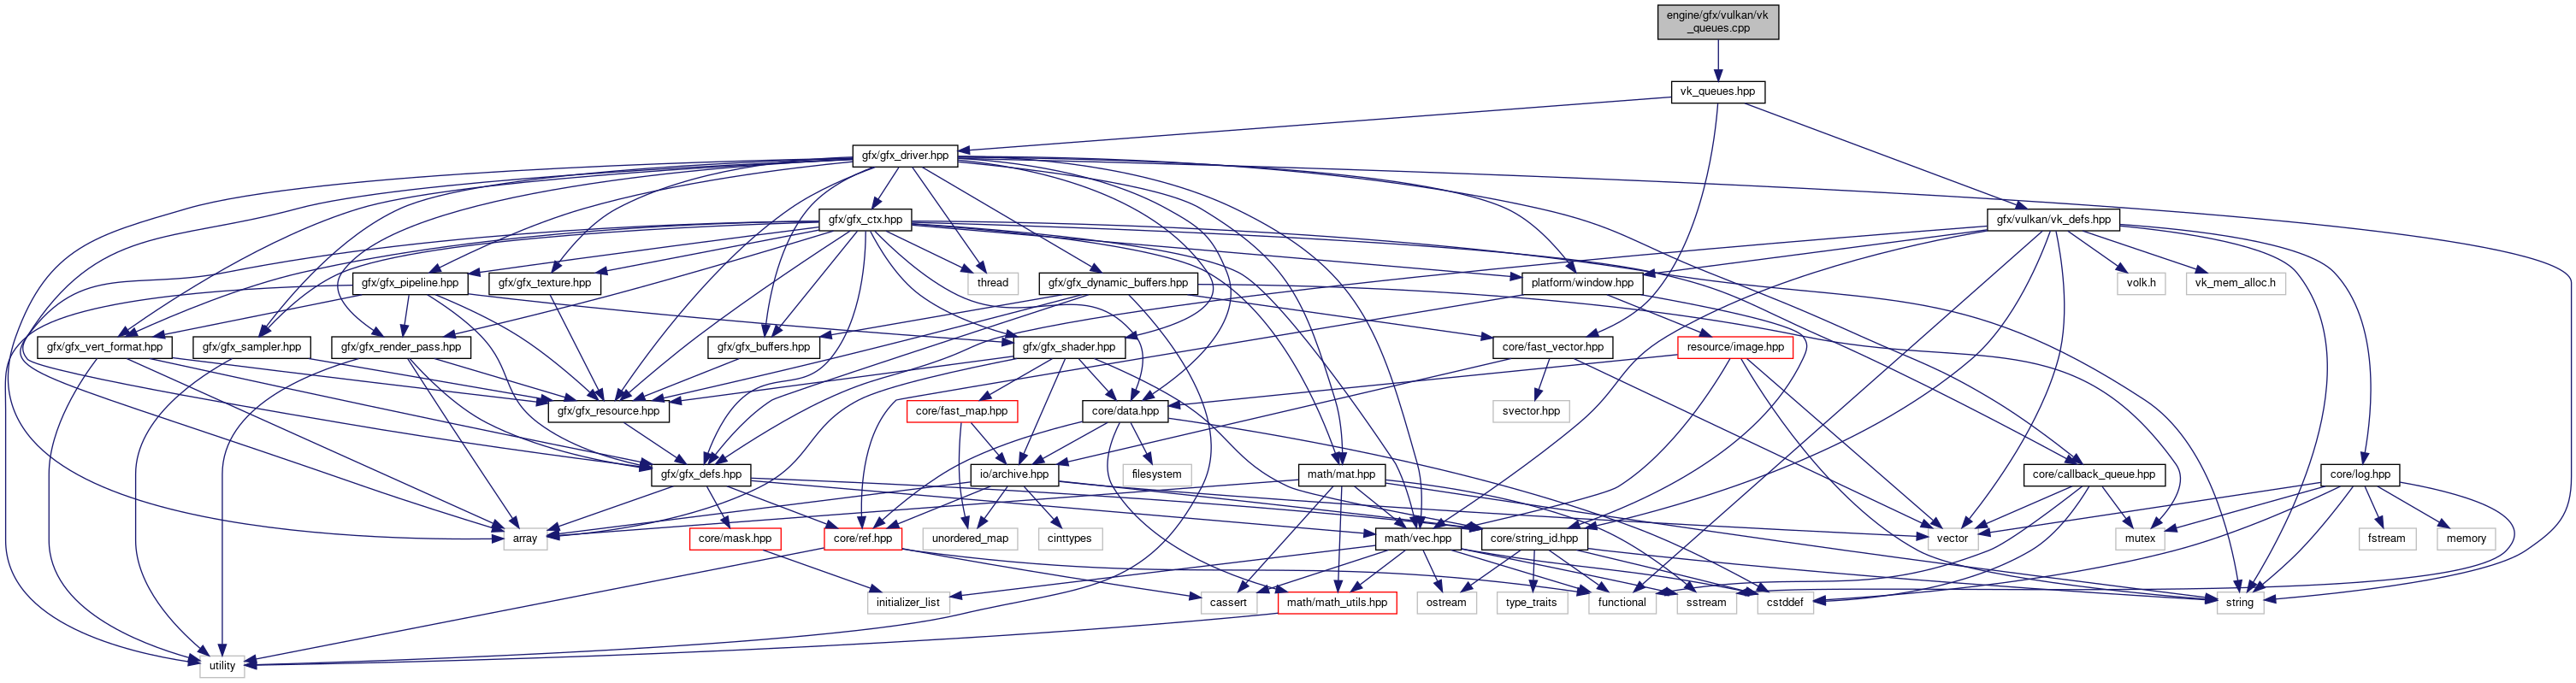 engine/gfx/vulkan/vk
_queues.cpp
vk_queues.hpp
gfx/gfx_driver.hpp
gfx/gfx_ctx.hpp
gfx/vulkan/vk_defs.hpp
gfx/gfx_pipeline.hpp
gfx/gfx_texture.hpp
thread
gfx/gfx_dynamic_buffers.hpp
platform/window.hpp
volk.h
vk_mem_alloc.h
gfx/gfx_vert_format.hpp
gfx/gfx_sampler.hpp
gfx/gfx_render_pass.hpp
gfx/gfx_buffers.hpp
gfx/gfx_shader.hpp
core/fast_vector.hpp
resource/image.hpp
gfx/gfx_resource.hpp
core/fast_map.hpp
core/data.hpp
svector.hpp
gfx/gfx_defs.hpp
io/archive.hpp
filesystem
math/mat.hpp
core/callback_queue.hpp
core/log.hpp
array
core/mask.hpp
core/ref.hpp
unordered_map
cinttypes
math/vec.hpp
core/string_id.hpp
vector
mutex
fstream
memory
initializer_list
cassert
math/math_utils.hpp
ostream
type_traits
functional
sstream
cstddef
string
utility